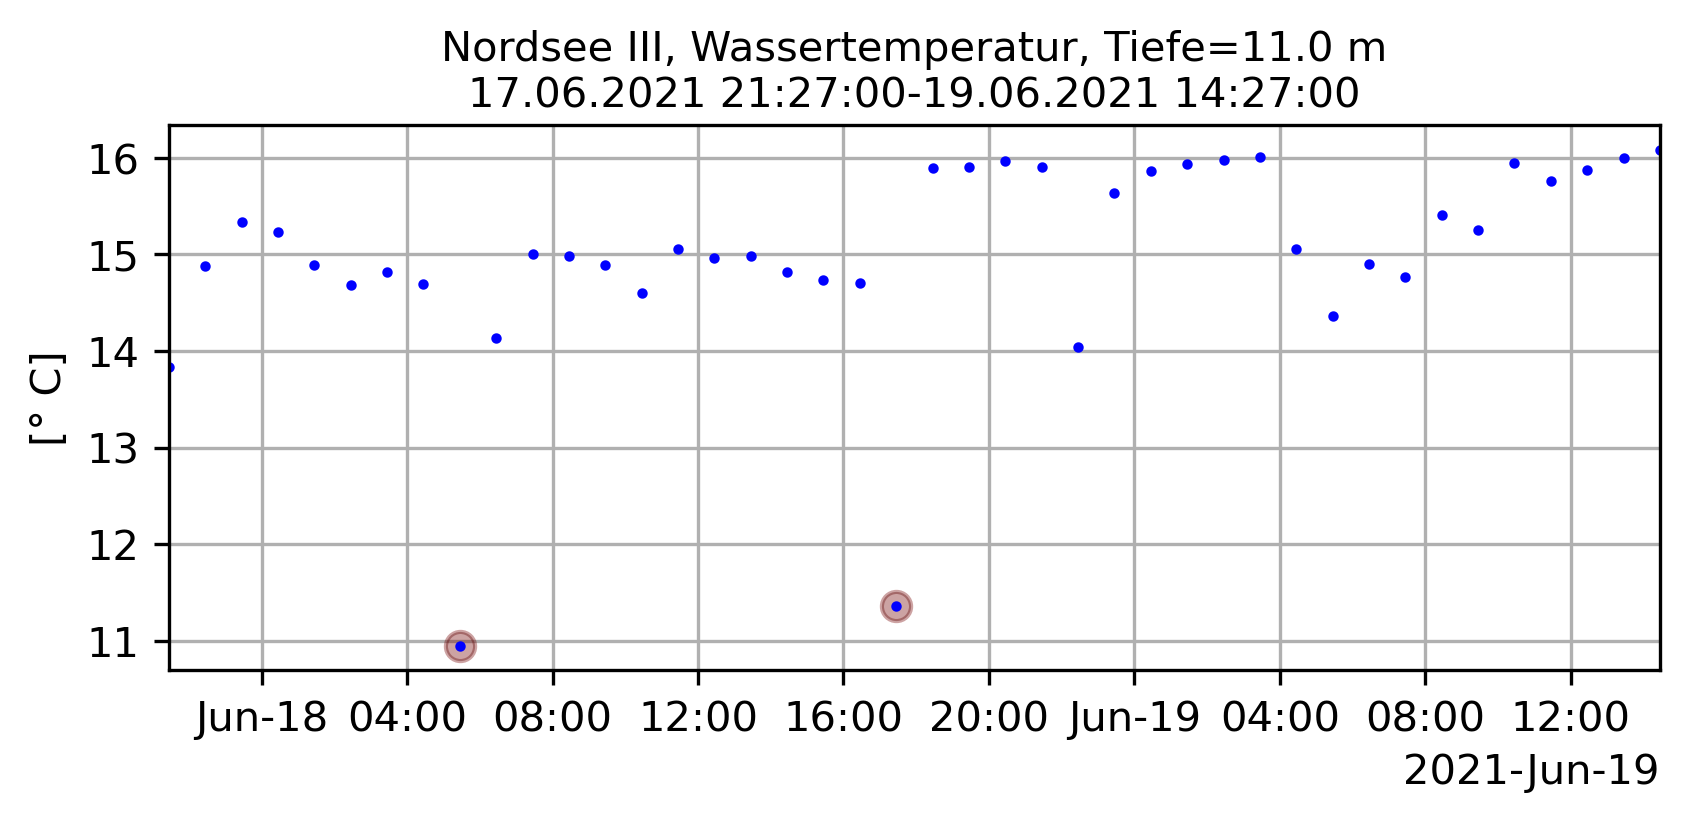 Nordsee III, Wassertemperatur, Tiefe=11.0 m
17.06.2021 21:27:00-19.06.2021 14:27:00
[° C]
16
15
14
13
12
11
Jun-18 04:00 08:00 12:00 16:00 20:00 Jun-19 04:00 08:00 12:00
2021-Jun-19